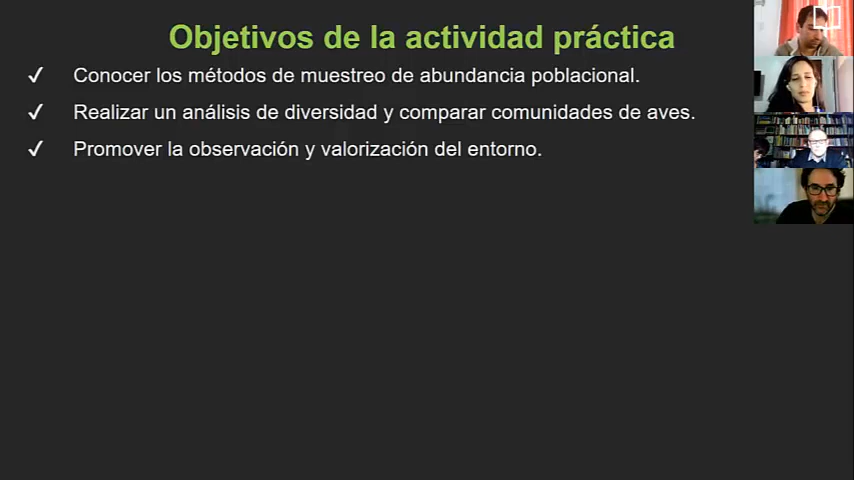 Objetivos de la actividad práctica
✓ Conocer los métodos de muestreo de abundancia poblacional.
✓ Realizar un análisis de diversidad y comparar comunidades de aves.
✓ Promover la observación y valorización del entorno.